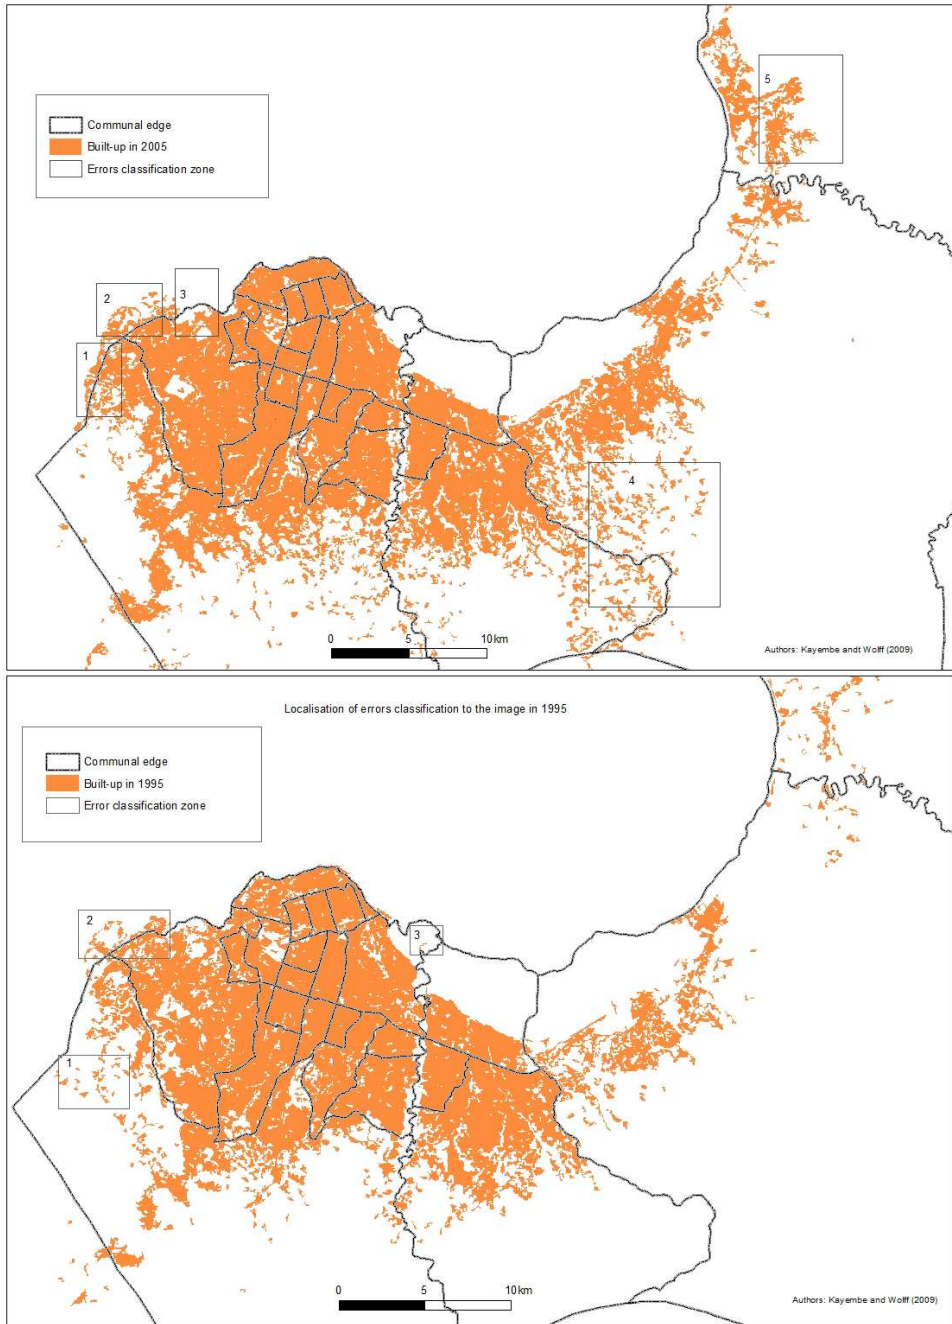 5
Communal edge
Built-up in 2005
Errors classification zone
2
3
1
4
0 5 10km
Authors: Kayembe andt Wolff (2009)
Localisation of errors classification to the image in 1995
Communal edge
Built-up in 1995
Error classification zone
2
3
1
0 5 10km
Authors: Kayembe and Wolff (2009)